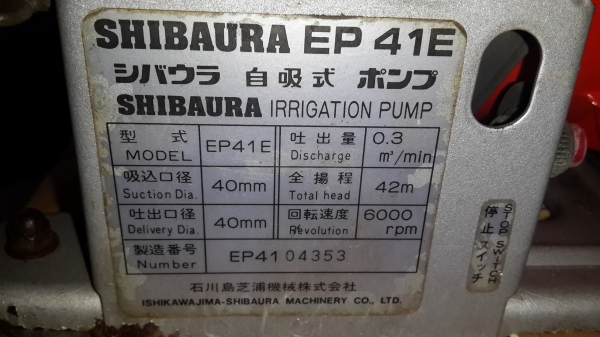 SHIBAURA EP 41E
シバウラ 自吸式 ポンプ
SHIBAURA IRRIGATION PUMP
型式 EP41E 吐出量 0.3
MODEL Discharge m³/min
吸込口径 40mm 全揚程 42m
Suction Dia. Total head
吐出口径 40mm 回転速度 6000
Delivery Dia. Revolution rpm
製造番号 EP41 04353
Number
石川島芝浦機械株式会社
ISHIKAWAJIMA-SHIBAURA MACHINERY CO., LTD.
STOP SWITCH
停止スイッチ